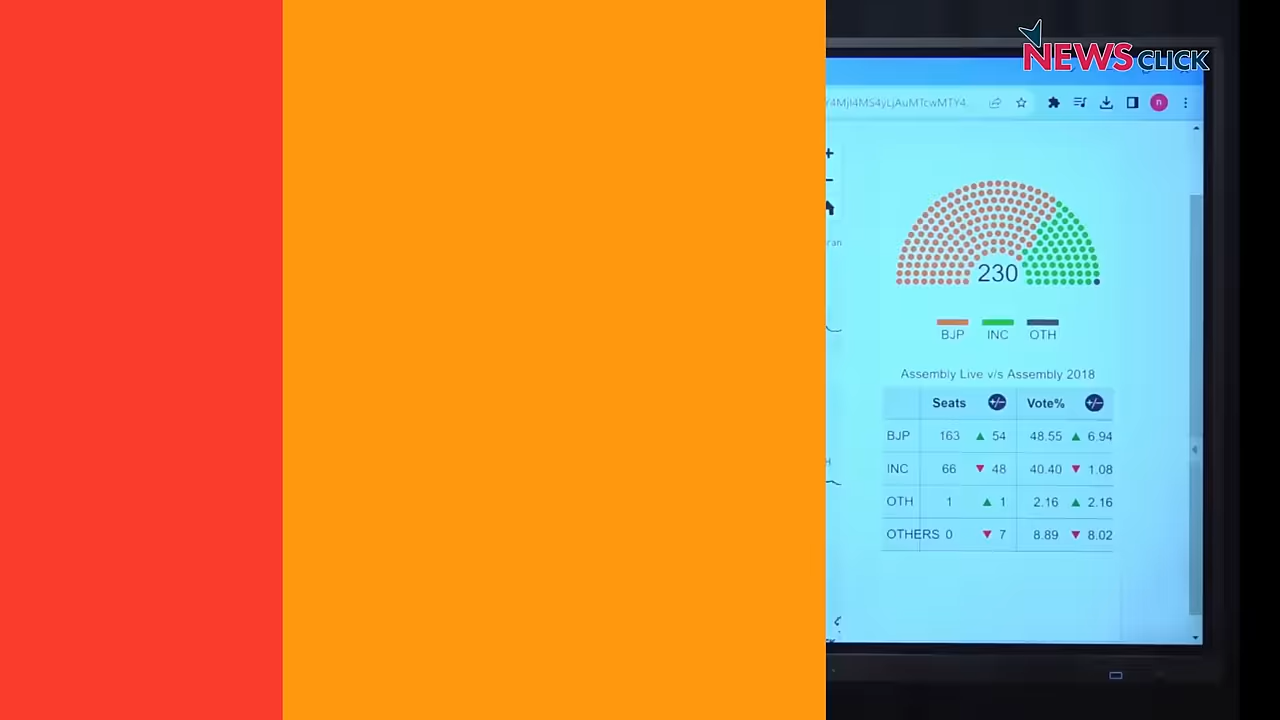 NEWSCLICK
Y4MjI4MS4yLjAuMTcwMTY4...
n
ran
230
BJP INC OTH
Assembly Live v/s Assembly 2018
Seats +/− Vote% +/−
BJP 163 ▲ 54 48.55 ▲ 6.94
INC 66 ▼ 48 40.40 ▼ 1.08
OTH 1 ▲ 1 2.16 ▲ 2.16
OTHERS 0 ▼ 7 8.89 ▼ 8.02